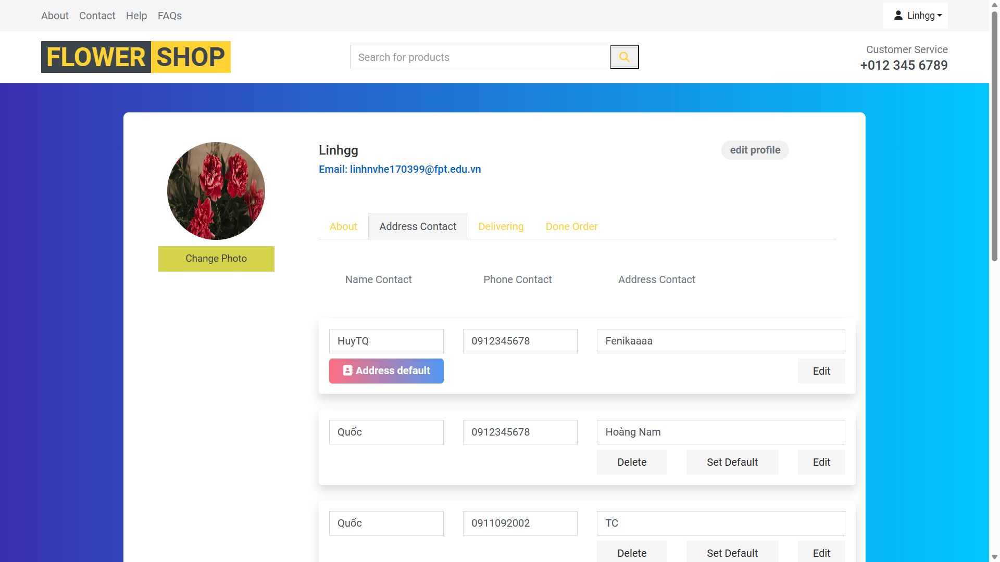 About Contact Help FAQs
Linhgg
FLOWER SHOP
Search for products
Customer Service
+012 345 6789
Linhgg
edit profile
Email: linhnvhe170399@fpt.edu.vn
Change Photo
About Address Contact Delivering Done Order
Name Contact Phone Contact Address Contact
HuyTQ 0912345678 Fenikaaaa
Address default Edit
Quốc 0912345678 Hoàng Nam
Delete Set Default Edit
Quốc 0911092002 TC
Delete Set Default Edit